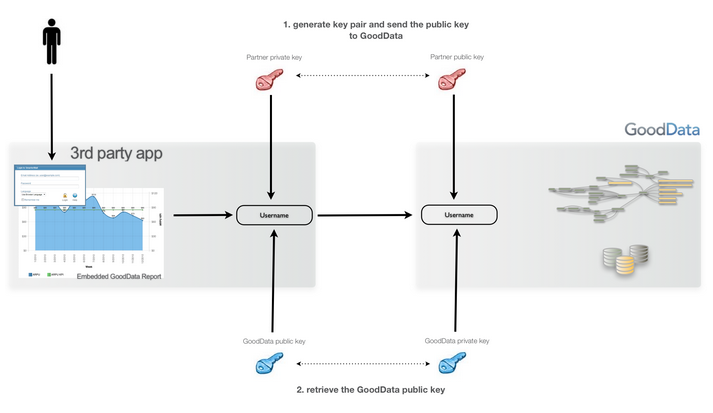 1. generate key pair and send the public key
to GoodData
Partner private key
Partner public key
GoodData
3rd party app
Username
Username
Embedded GoodData Report
GoodData public key
GoodData private key
2. retrieve the GoodData public key